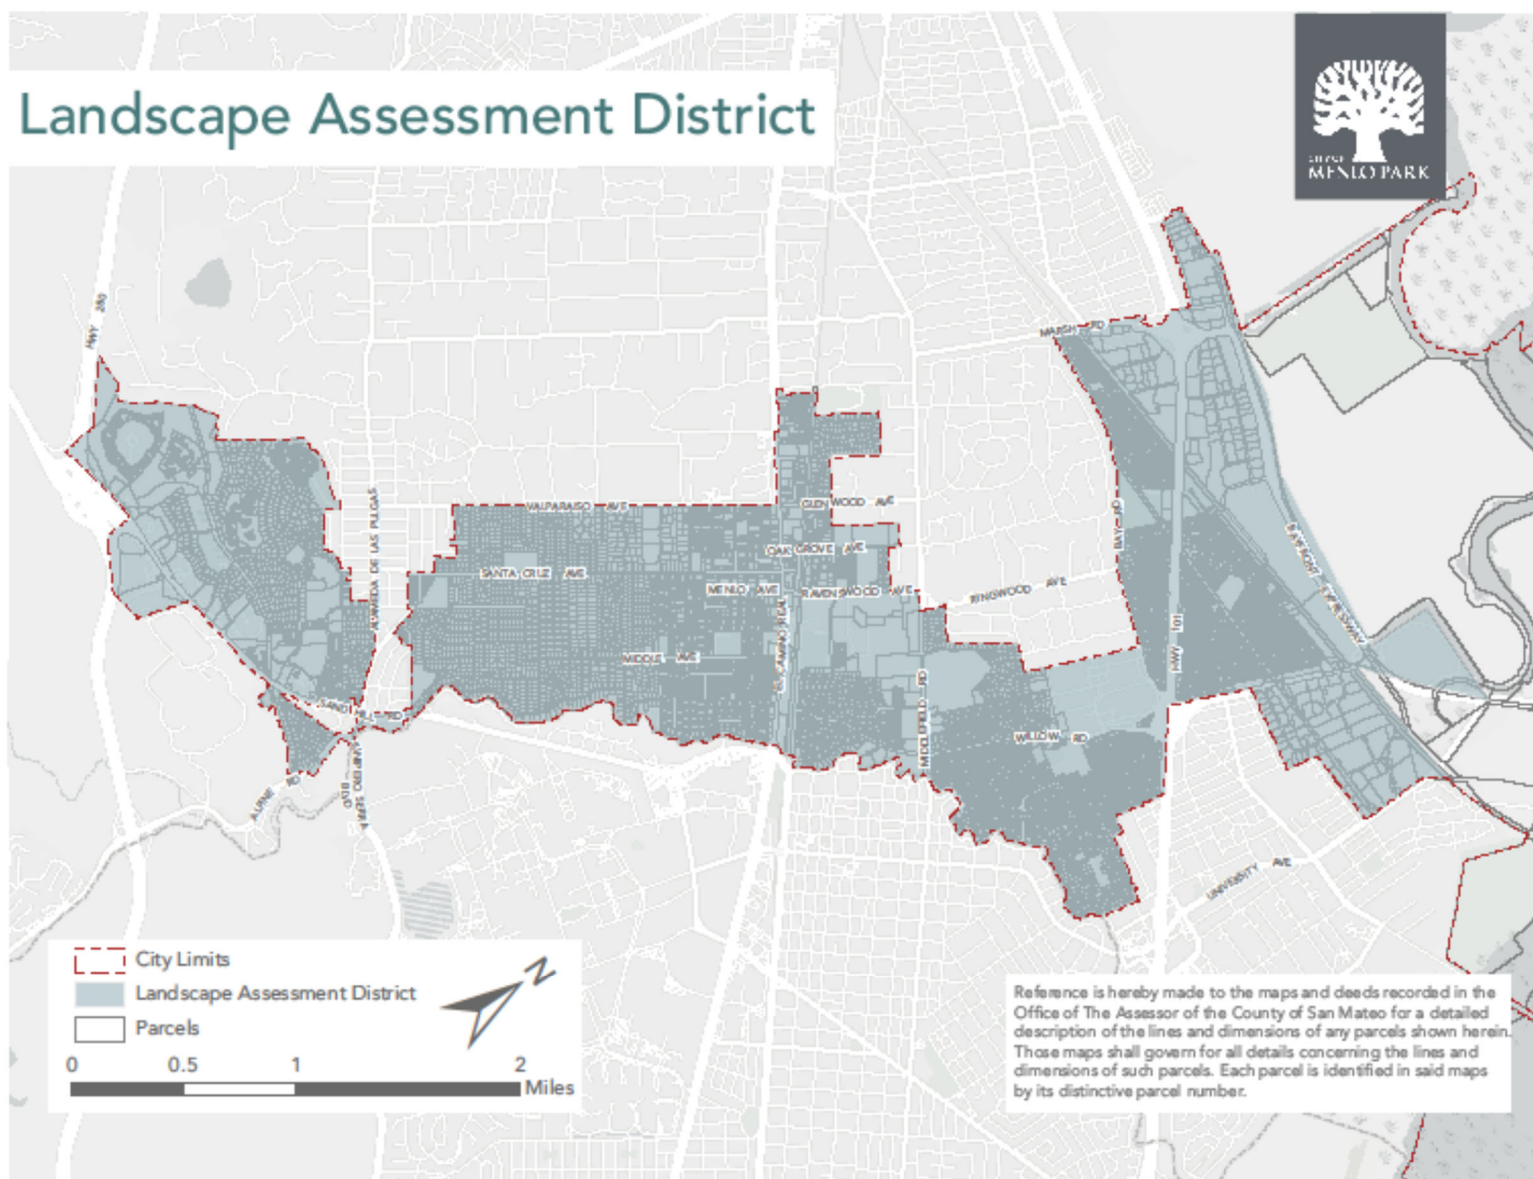 Landscape Assessment District
CITY OF
MENLO PARK
HWY 280
MARSH RD
ALAMEDA DE LAS PULGAS
VALPARAISO AVE
GLENWOOD AVE
BAY RD
OAK GROVE AVE
BAYFRONT EXPRESSWAY
SANTA CRUZ AVE
MENLO AVE
RAVENSWOOD AVE
RINGWOOD AVE
EL CAMINO REAL
HWY 101
MIDDLE AVE
MIDDLEFIELD RD
SAND HILL RD
WILLOW RD
JUNIPERO SERRA
BLVD
UNIVERSITY AVE
City Limits
Landscape Assessment District
Parcels
N
0 0.5 1 2
Miles
Reference is hereby made to the maps and deeds recorded in the
Office of The Assessor of the County of San Mateo for a detailed
description of the lines and dimensions of any parcels shown herein.
Those maps shall govern for all details concerning the lines and
dimensions of such parcels. Each parcel is identified in said maps
by its distinctive parcel number.